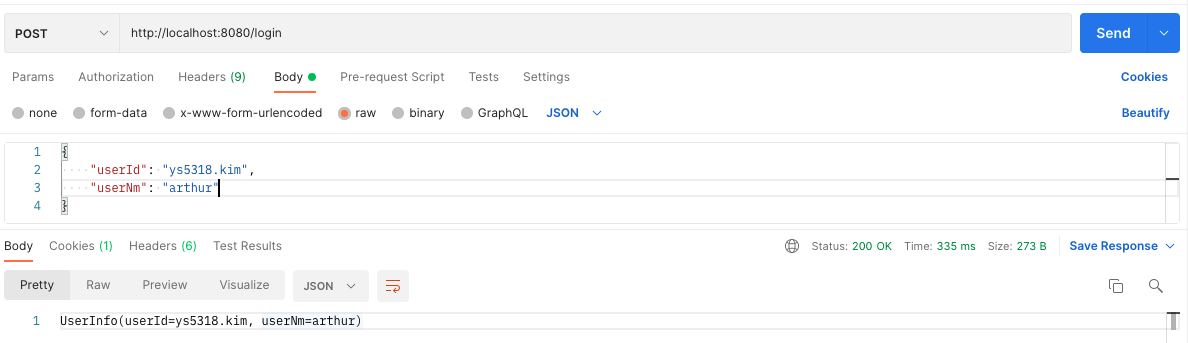 POST http://localhost:8080/login Send
Params Authorization Headers (9) Body Pre-request Script Tests Settings Cookies
none form-data x-www-form-urlencoded raw binary GraphQL JSON Beautify
1 {
2 "userId": "ys5318.kim",
3 "userNm": "arthur"
4 }
Body Cookies (1) Headers (6) Test Results Status: 200 OK Time: 335 ms Size: 273 B Save Response
Pretty Raw Preview Visualize JSON
1 UserInfo(userId=ys5318.kim, userNm=arthur)